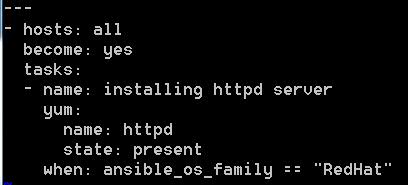 ---
- hosts: all
  become: yes
  tasks:
  - name: installing httpd server
    yum:
      name: httpd
      state: present
    when: ansible_os_family == "RedHat"